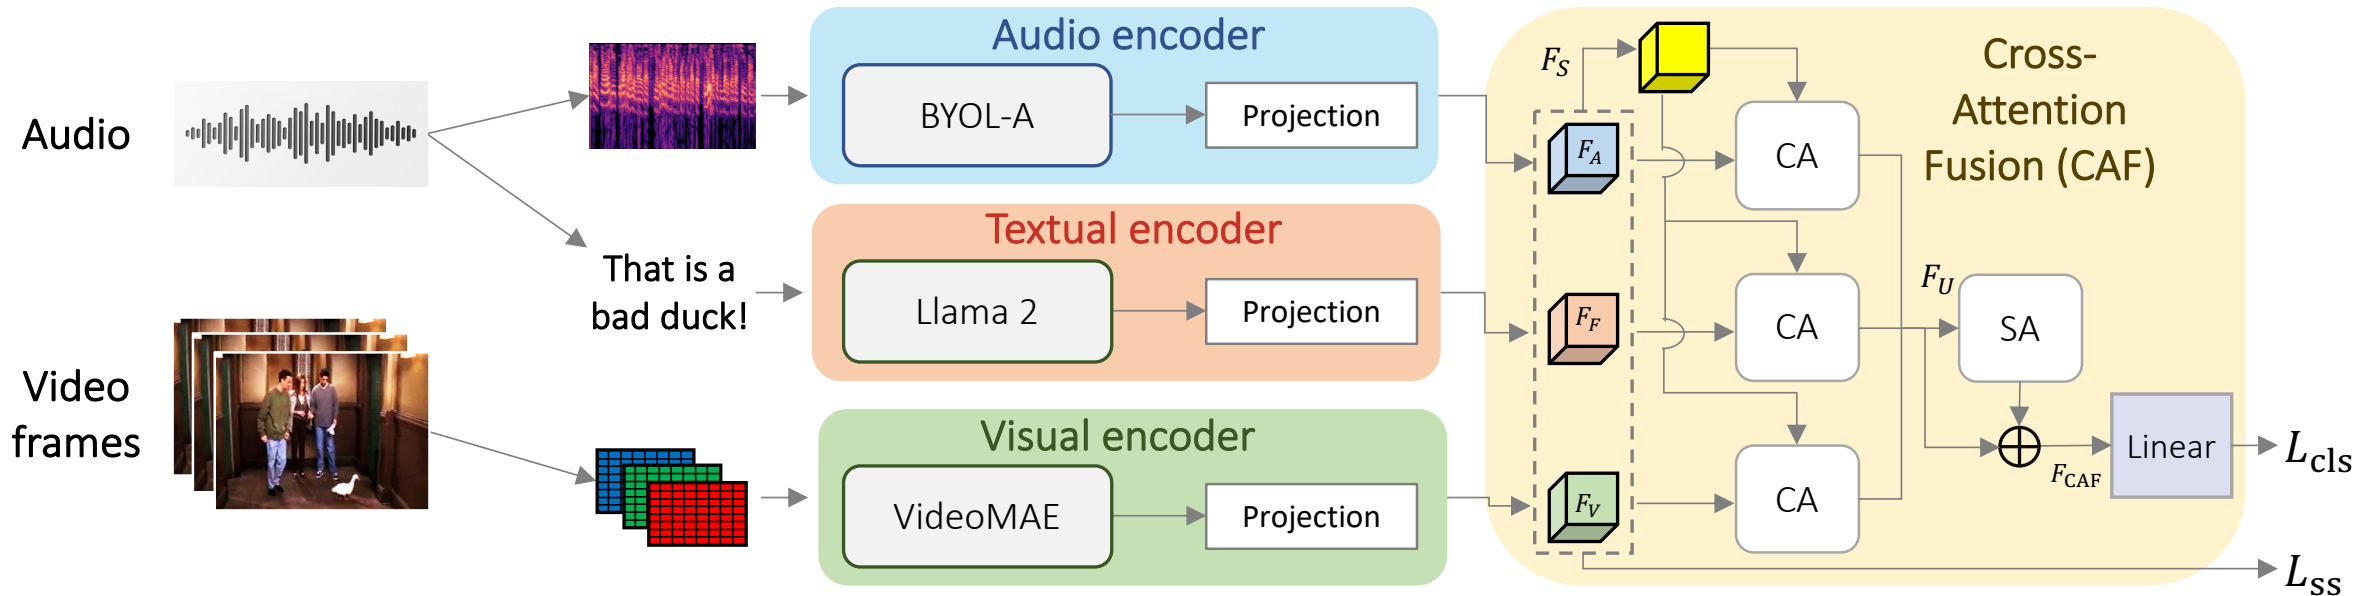 Audio
Video
frames
That is a
bad duck!
Audio encoder
BYOL-A
Projection
Textual encoder
Llama 2
Projection
Visual encoder
VideoMAE
Projection
Cross-
Attention
Fusion (CAF)
F_S
F_A
F_F
F_V
CA
CA
CA
F_U
SA
F_CAF
Linear
L_cls
L_ss